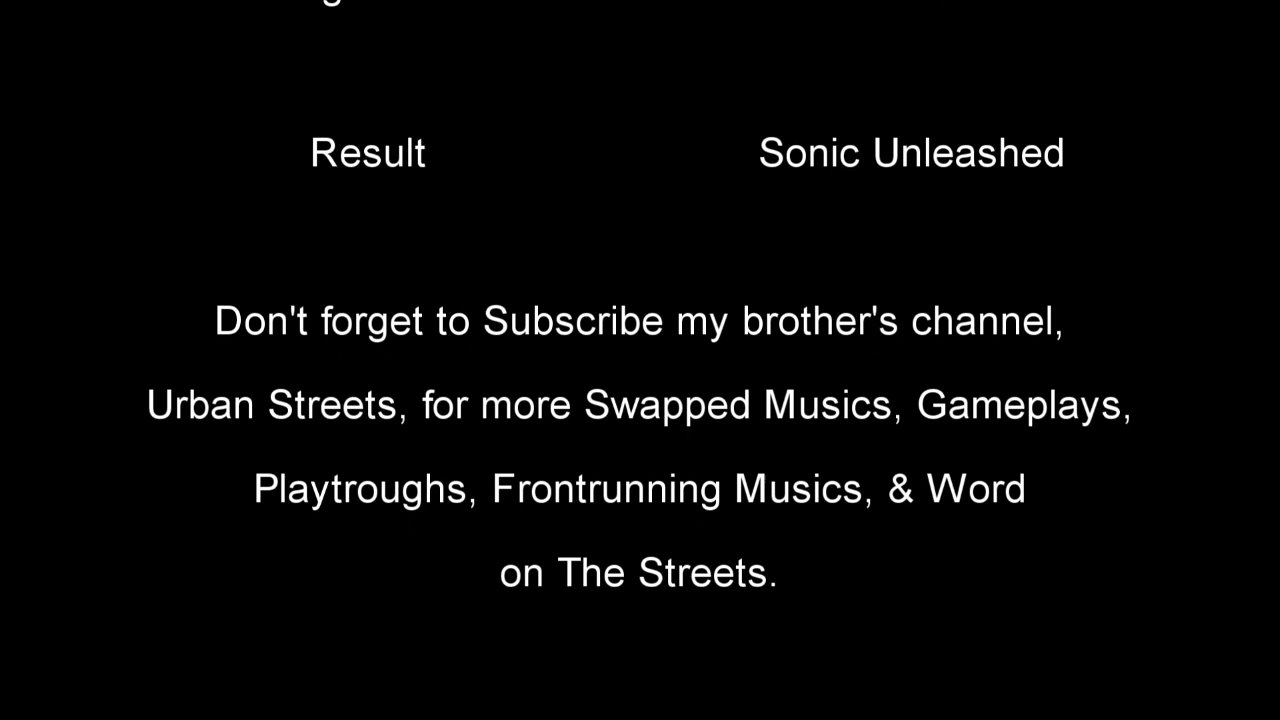 Result Sonic Unleashed
Don't forget to Subscribe my brother's channel,
Urban Streets, for more Swapped Musics, Gameplays,
Playtroughs, Frontrunning Musics, & Word
on The Streets.